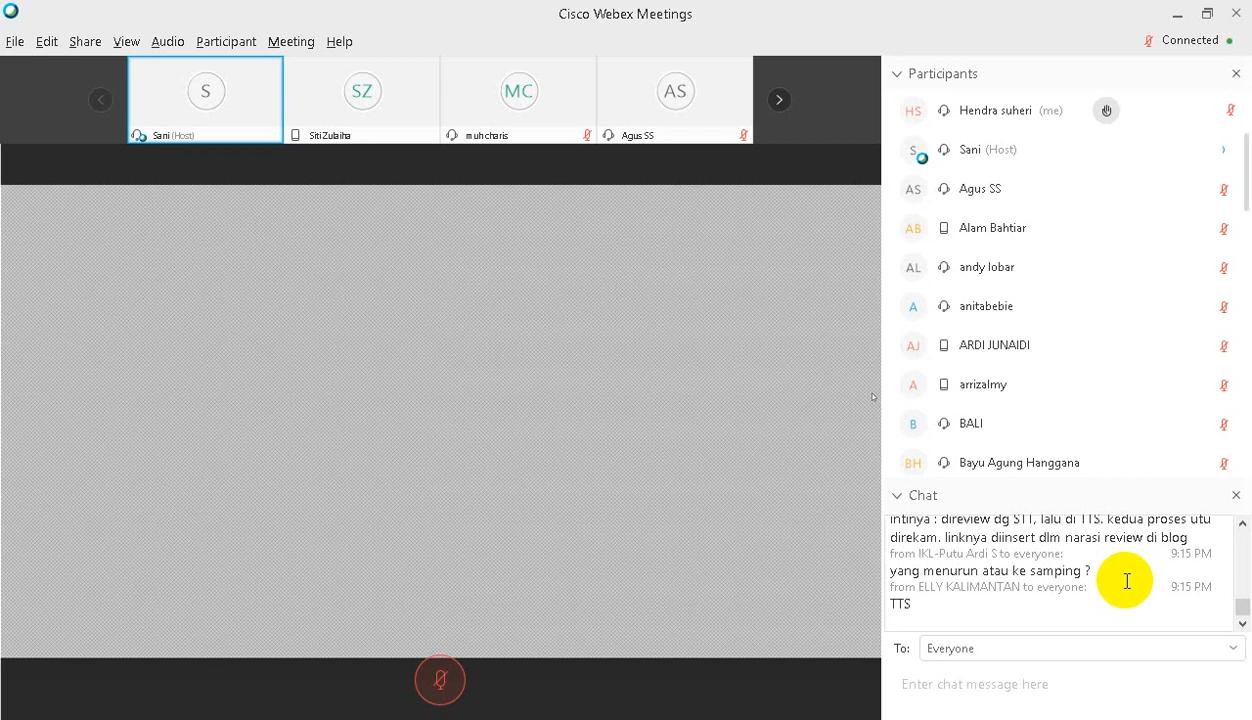 Cisco Webex Meetings
File Edit Share View Audio Participant Meeting Help
Connected
S
Sani (Host)
SZ
Siti Zulaiha
MC
muh charis
AS
Agus SS
Participants
HS Hendra suheri (me)
S Sani (Host)
AS Agus SS
AB Alam Bahtiar
AL andy lobar
A anitabebie
AJ ARDI JUNAIDI
A arrizalmy
B BALI
BH Bayu Agung Hanggana
Chat
intinya : direview dg STT, lalu di TTS. kedua proses utu
direkam. linknya diinsert dlm narasi review di blog
from IKL-Putu Ardi S to everyone: 9:15 PM
yang menurun atau ke samping ?
from ELLY KALIMANTAN to everyone: 9:15 PM
TTS
To: Everyone
Enter chat message here